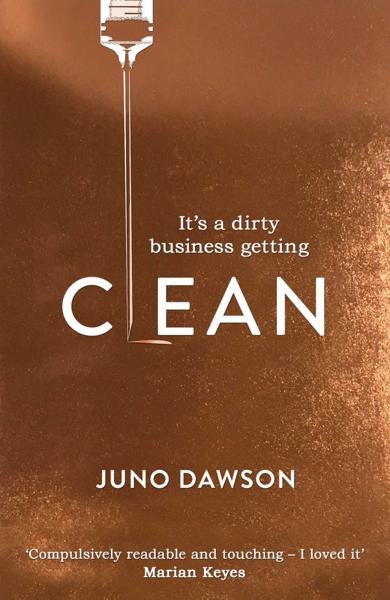 It's a dirty
business getting
CLEAN
JUNO DAWSON
‘Compulsively readable and touching – I loved it’
Marian Keyes